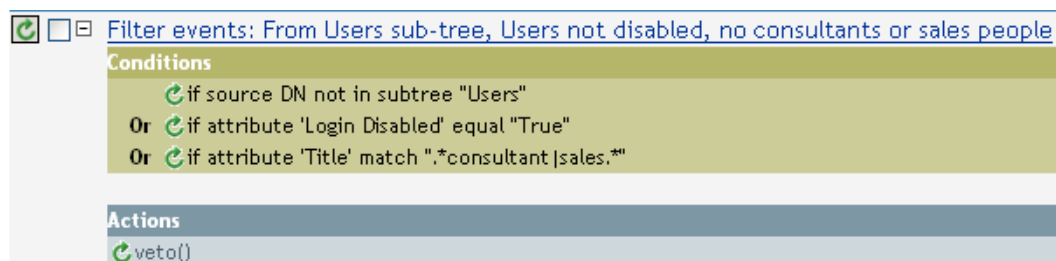 Filter events: From Users sub-tree, Users not disabled, no consultants or sales people
Conditions
if source DN not in subtree "Users"
Or if attribute 'Login Disabled' equal "True"
Or if attribute 'Title' match ".*consultant|sales.*"
Actions
veto()